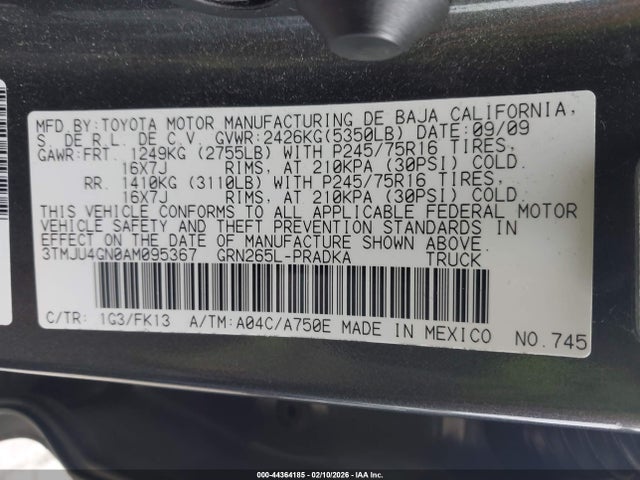 MFD.BY:TOYOTA MOTOR MANUFACTURING DE BAJA CALIFORNIA,
S. DE R.L. DE C.V. GVWR:2426KG(5350LB) DATE:09/09
GAWR:FRT. 1249KG (2755LB) WITH P245/75R16 TIRES,
16X7J RIMS, AT 210KPA (30PSI) COLD.
RR. 1410KG (3110LB) WITH P245/75R16 TIRES,
16X7J RIMS, AT 210KPA (30PSI) COLD.
THIS VEHICLE CONFORMS TO ALL APPLICABLE FEDERAL MOTOR
VEHICLE SAFETY AND THEFT PREVENTION STANDARDS IN
EFFECT ON THE DATE OF MANUFACTURE SHOWN ABOVE.
3TMJU4GN0AM095367 GRN265L-PRADKA TRUCK
C/TR: 1G3/FK13 A/TM:A04C/A750E MADE IN MEXICO NO.745
000-44364185 - 02/10/2026 - IAA Inc.